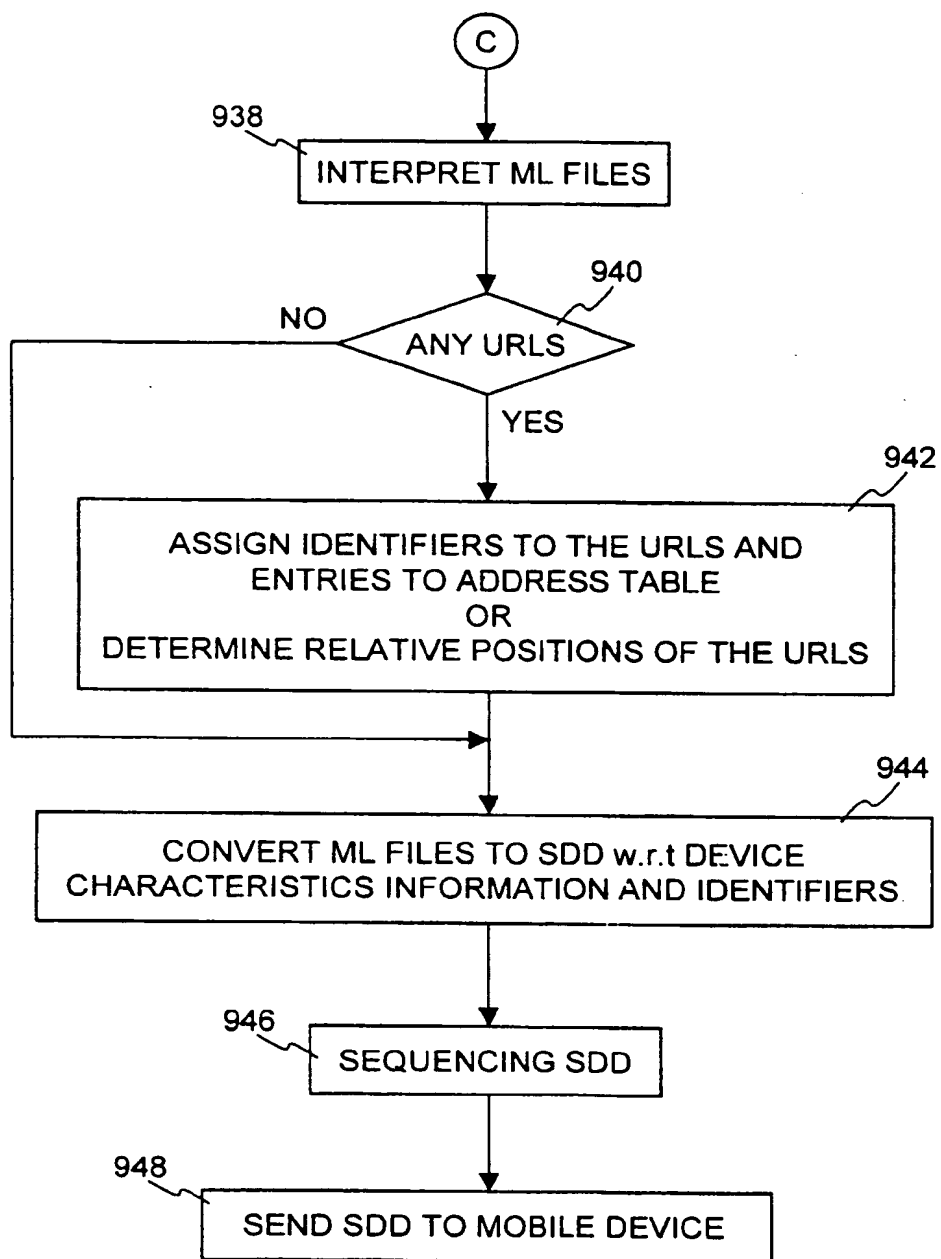 C
938
INTERPRET ML FILES
940
NO
ANY URLS
YES
942
ASSIGN IDENTIFIERS TO THE URLS AND
ENTRIES TO ADDRESS TABLE
OR
DETERMINE RELATIVE POSITIONS OF THE URLS
944
CONVERT ML FILES TO SDD w.r.t DEVICE
CHARACTERISTICS INFORMATION AND IDENTIFIERS
946
SEQUENCING SDD
948
SEND SDD TO MOBILE DEVICE